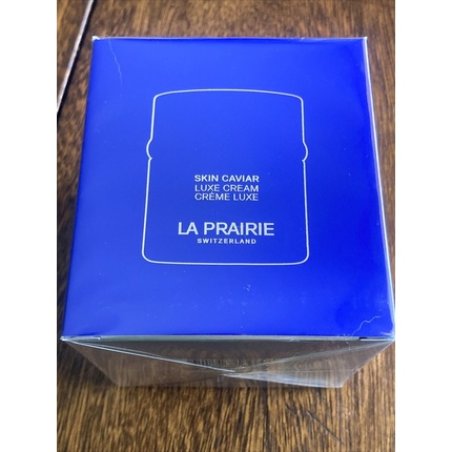 SKIN CAVIAR
LUXE CREAM
CRÈME LUXE
LA PRAIRIE
SWITZERLAND